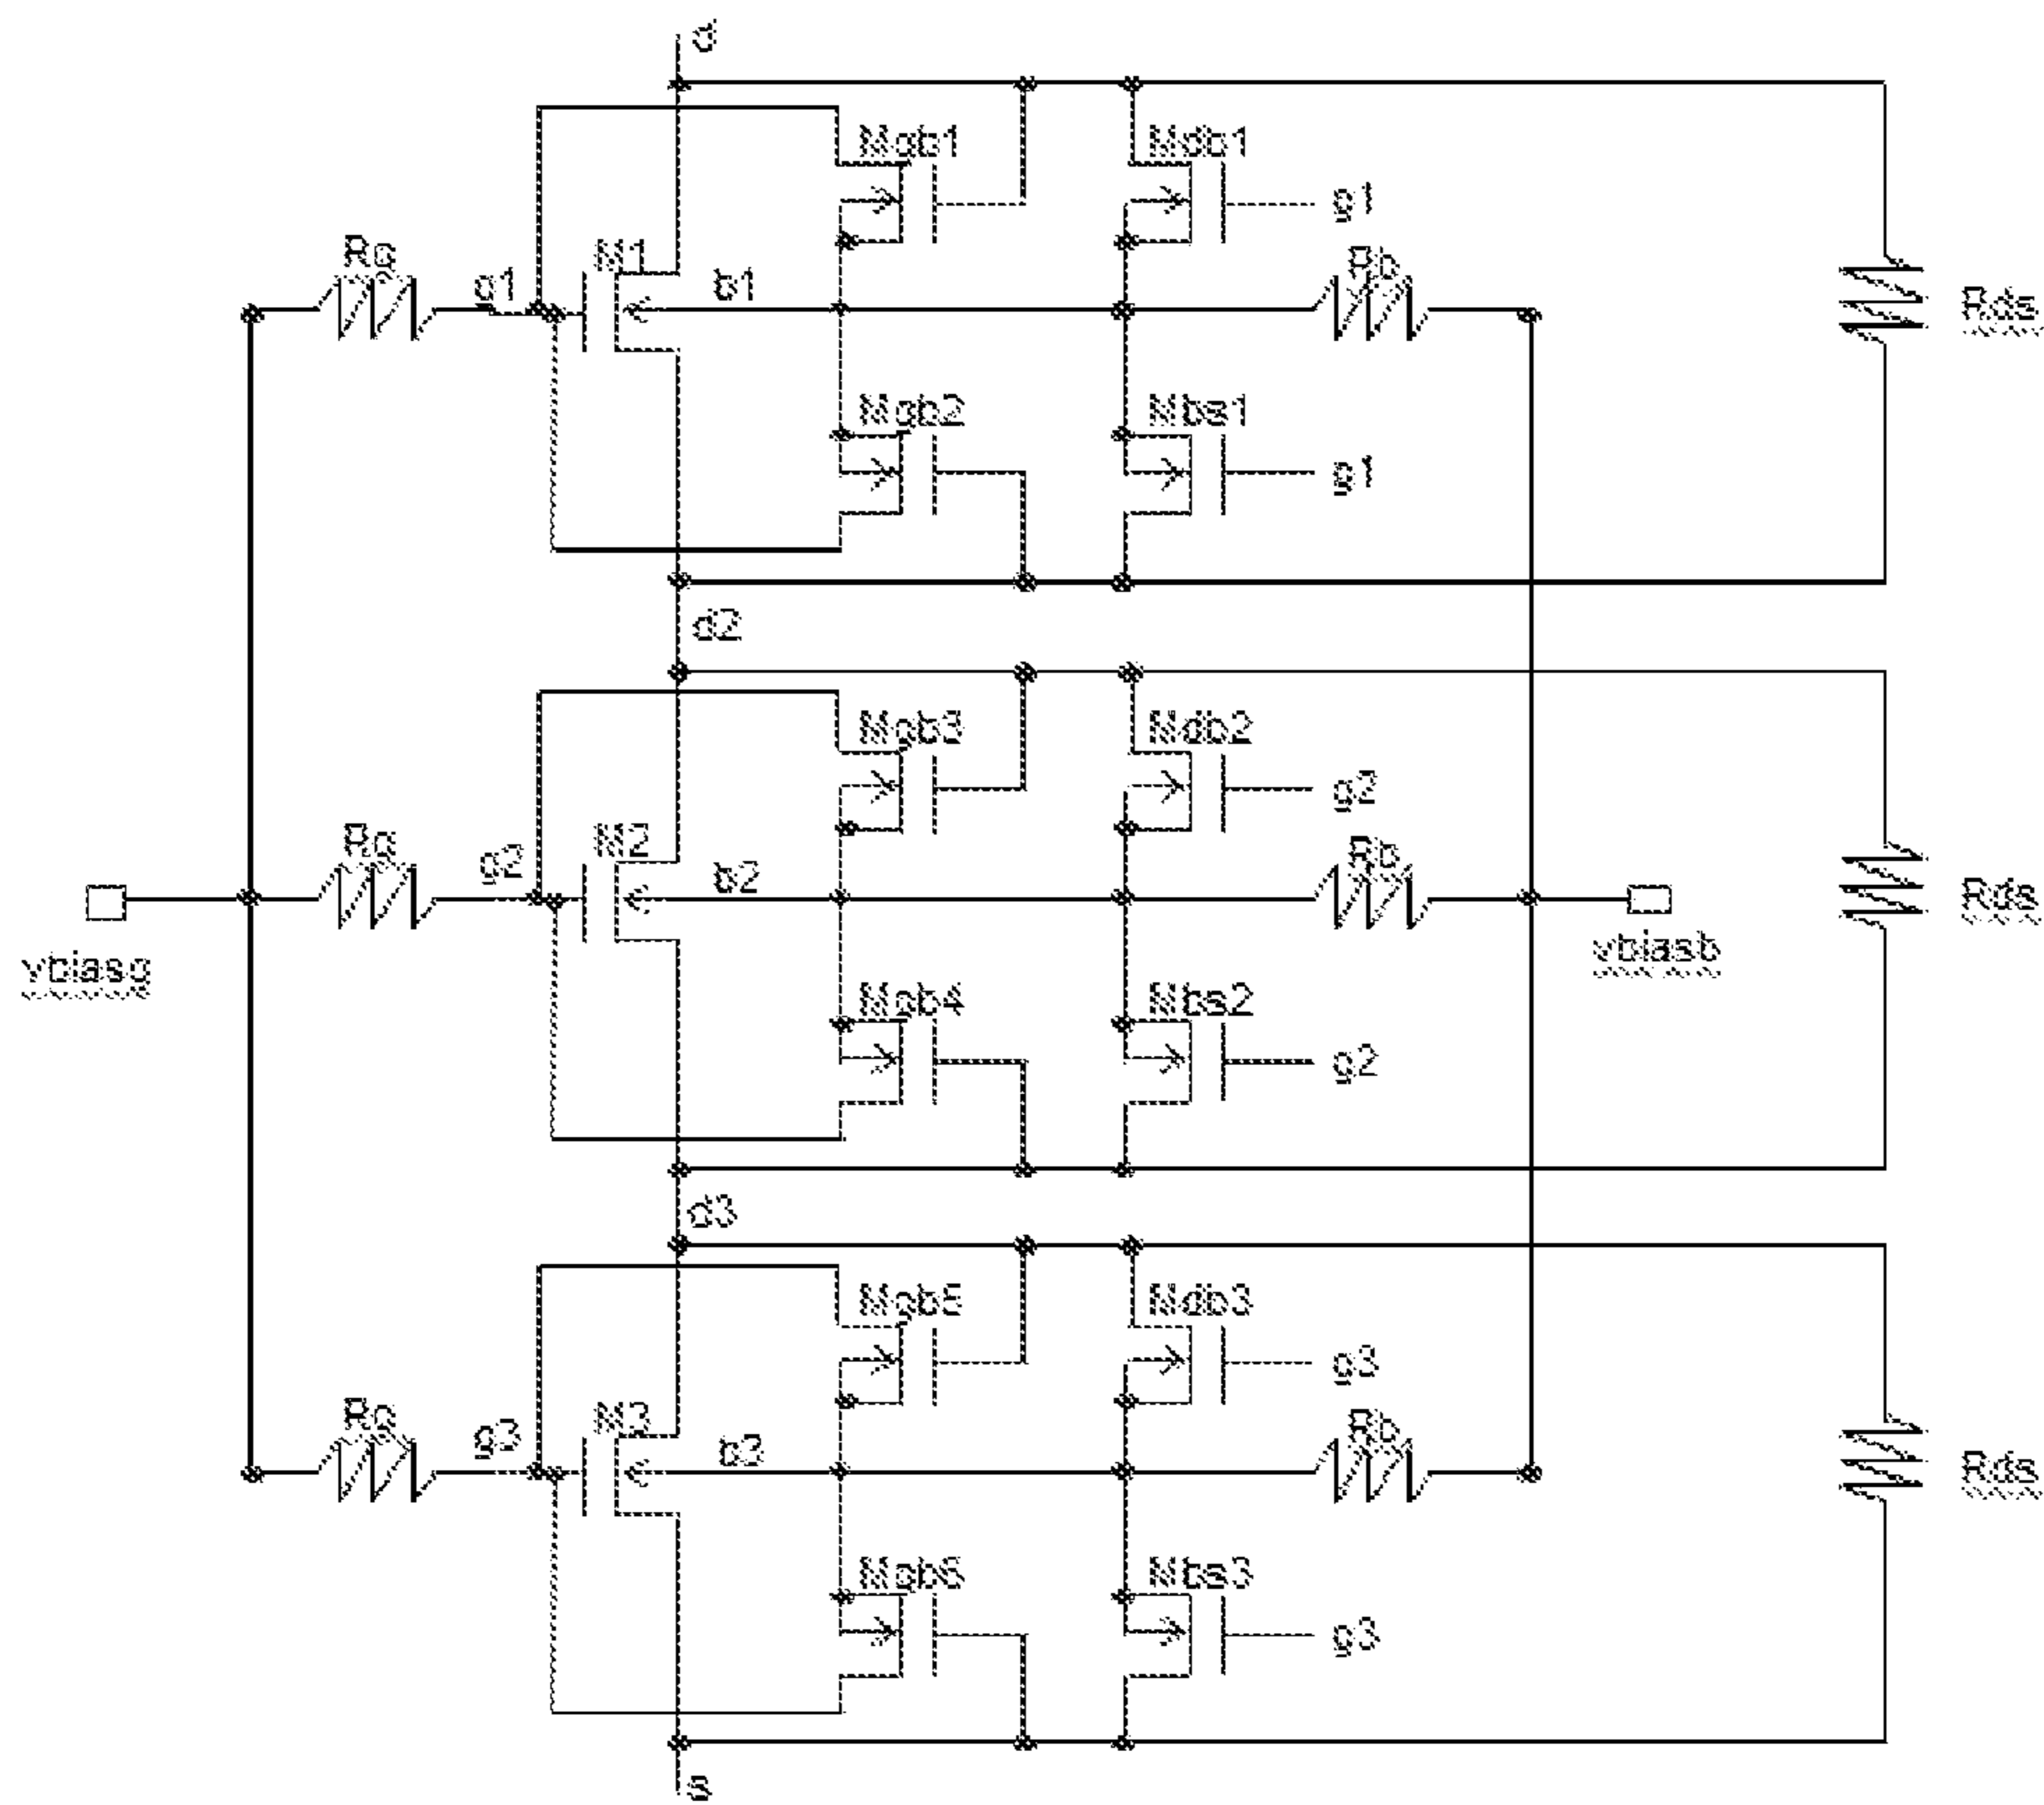 d
Mgb1 Mdb1
g1
Rg g1 M1 b1 Rb Rds
Mgb2 Mbs1
g1
d2
Mgb3 Mdb2
g2
Rg g2 M2 b2 Rb Rds
vbiasg vbiasb
Mgb4 Mbs2
g2
d3
Mgb5 Mdb3
g3
Rg g3 M3 b3 Rb Rds
Mgb6 Mbs3
g3
s